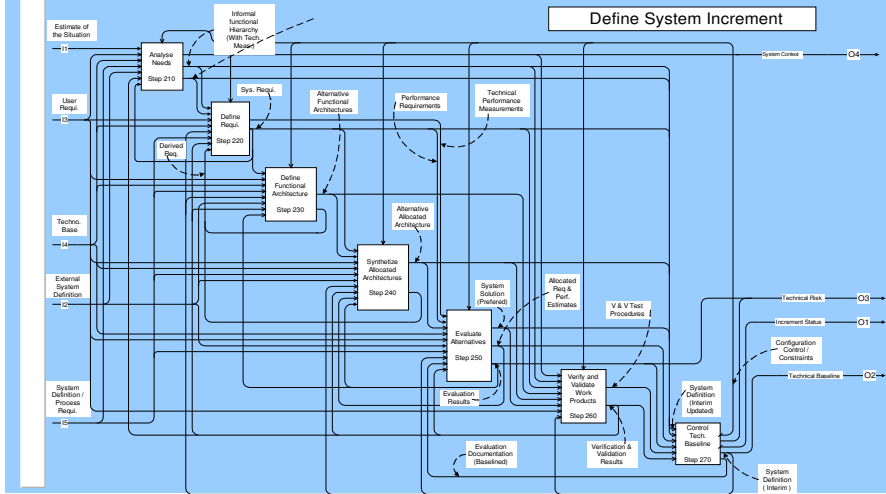 Define System Increment
Estimate of
the Situation
I1
Informal
functional
Hierarchy
(With Tech.
Meas.)
Analyse
Needs
Step 210
System Context
O4
User
Requi.
I3
Sys. Requi.
Alternative
Functional
Architectures
Performance
Requirements
Technical
Performance
Measurements
Define
Requi.
Step 220
Derived
Req.
Define
Functional
Architecture
Step 230
Techno.
Base
I4
Alternative
Allocated
Architecture
Synthetize
Allocated
Architectures
Step 240
External
System
Definition
I2
System
Solution
(Prefered)
Allocated
Req &
Perf.
Estimates
V & V Test
Procedures
Technical Risk
O3
Increment Status
O1
Evaluate
Alternatives
Step 250
Configuration
Control /
Constraints
Technical Baseline
O2
System
Definition /
Process
Requi.
I5
Evaluation
Results
Verify and
Validate
Work
Products
Step 260
System
Definition
(Interim
Updated)
Control
Tech.
Baseline
Step 270
Evaluation
Documentation
(Baselined)
Verification &
Validation
Results
System
Definition
( Interim )